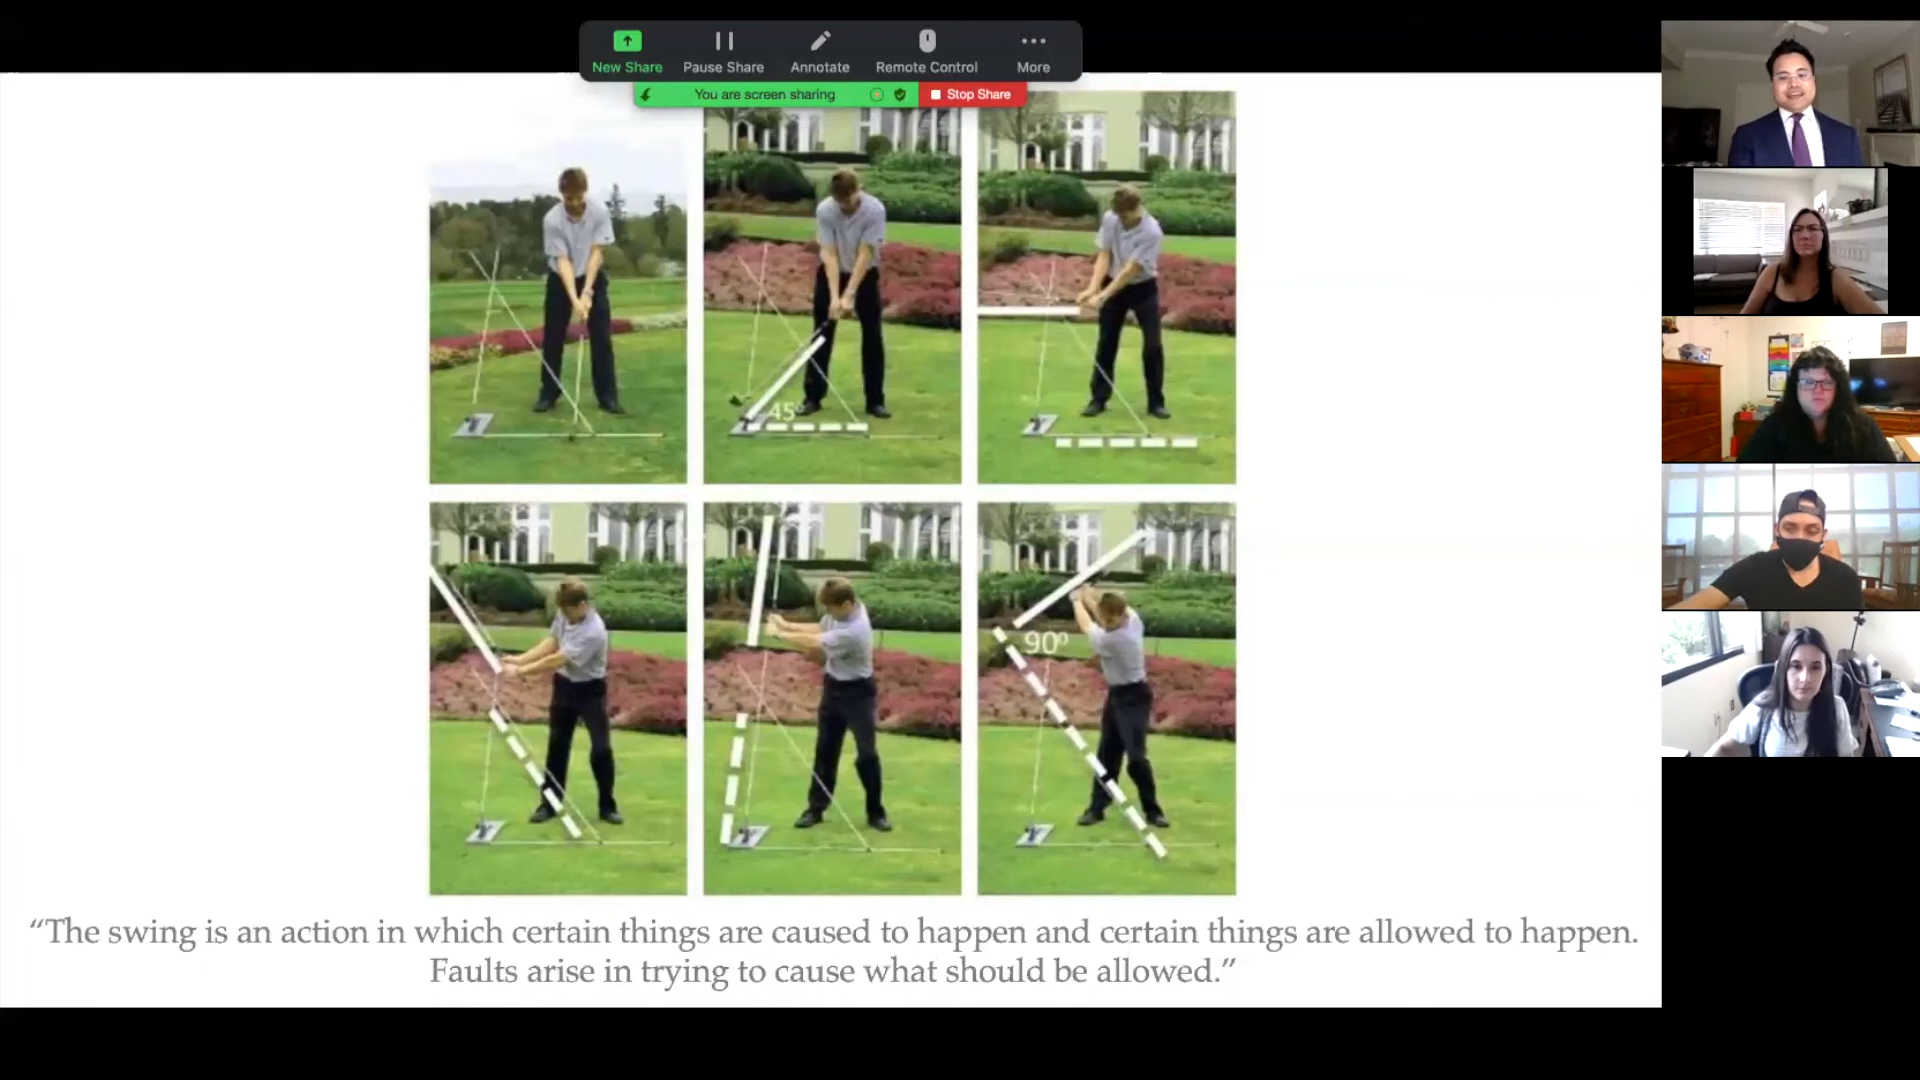 New Share
Pause Share
Annotate
Remote Control
More
You are screen sharing
Stop Share
45º
90º
“The swing is an action in which certain things are caused to happen and certain things are allowed to happen.
Faults arise in trying to cause what should be allowed.”